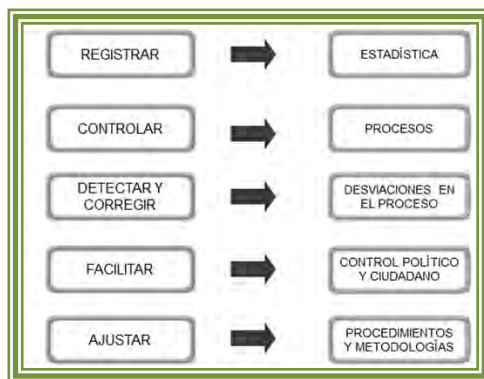 REGISTRAR
ESTADÍSTICA
CONTROLAR
PROCESOS
DETECTAR Y
CORREGIR
DESVIACIONES EN
EL PROCESO
FACILITAR
CONTROL POLÍTICO
Y CIUDADANO
AJUSTAR
PROCEDIMIENTOS
Y METODOLOGÍAS